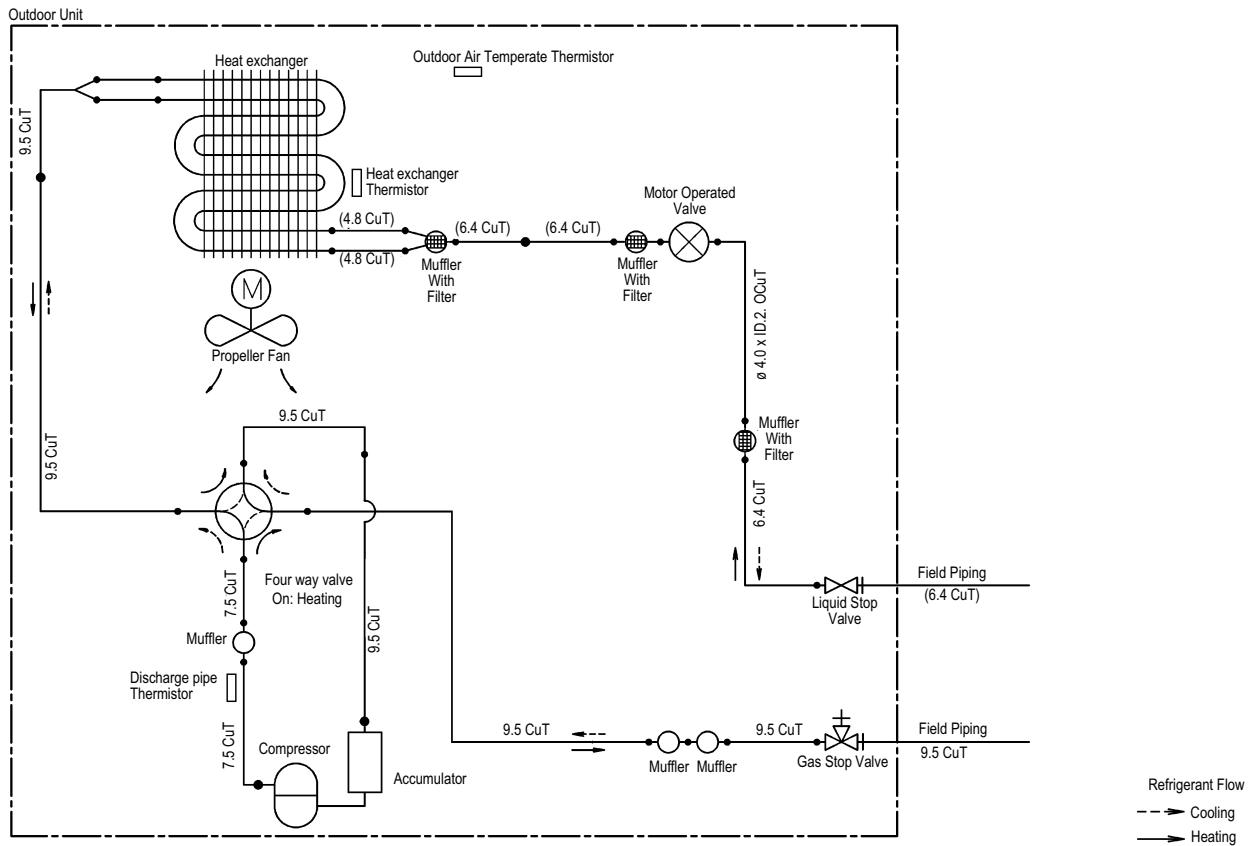 Outdoor Unit
Heat exchanger
Outdoor Air Temperate Thermistor
9.5 CuT
Heat exchanger
Thermistor
Motor Operated
Valve
(4.8 CuT)
(6.4 CuT)
(6.4 CuT)
(4.8 CuT)
Muffler
With
Filter
Muffler
With
Filter
M
Propeller Fan
ø 4.0 x ID.2. OCuT
9.5 CuT
9.5 CuT
Muffler
With
Filter
6.4 CuT
Four way valve
On: Heating
7.5 CuT
9.5 CuT
Field Piping
(6.4 CuT)
Liquid Stop
Valve
Muffler
Discharge pipe
Thermistor
7.5 CuT
Compressor
Accumulator
9.5 CuT
9.5 CuT
Field Piping
9.5 CuT
Muffler
Muffler
Gas Stop Valve
Refrigerant Flow
Cooling
Heating